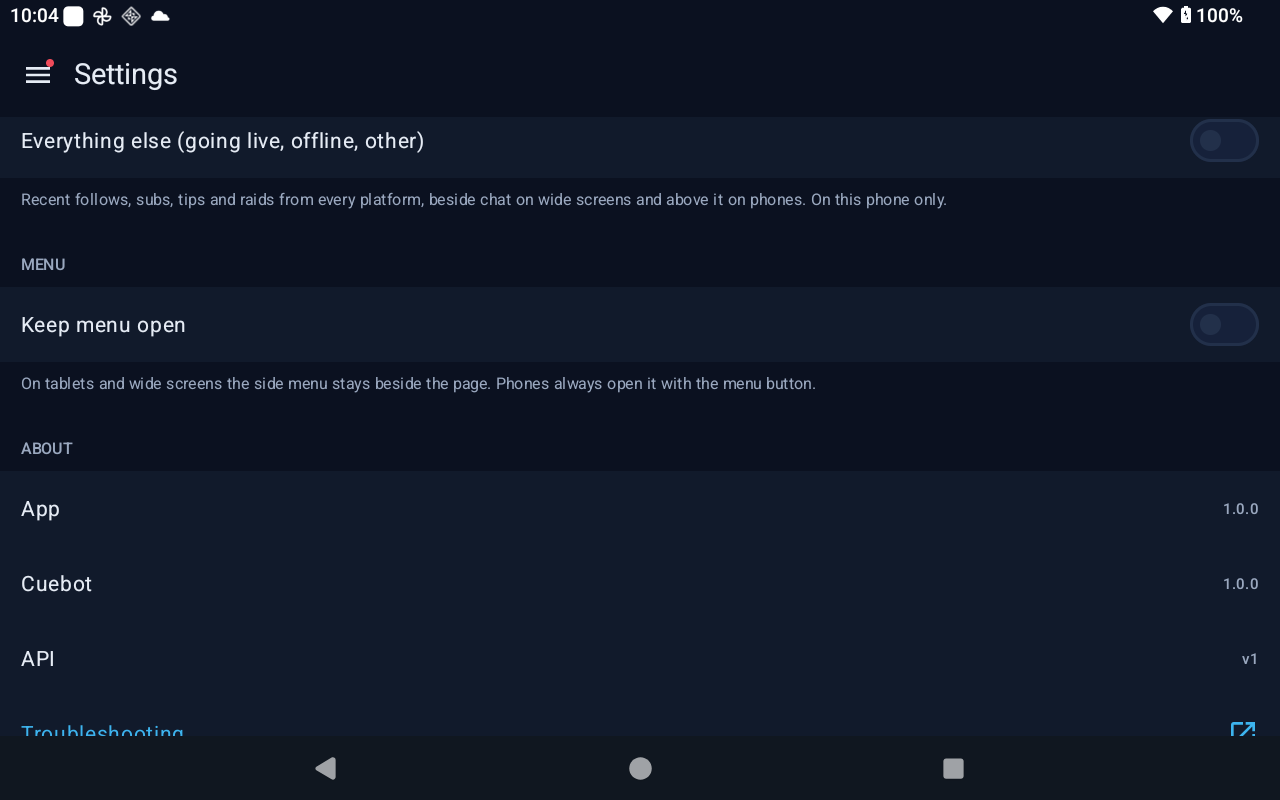 10:04
100%
Settings
Everything else (going live, offline, other)
Recent follows, subs, tips and raids from every platform, beside chat on wide screens and above it on phones. On this phone only.
MENU
Keep menu open
On tablets and wide screens the side menu stays beside the page. Phones always open it with the menu button.
ABOUT
App
1.0.0
Cuebot
1.0.0
API
v1
Troubleshooting